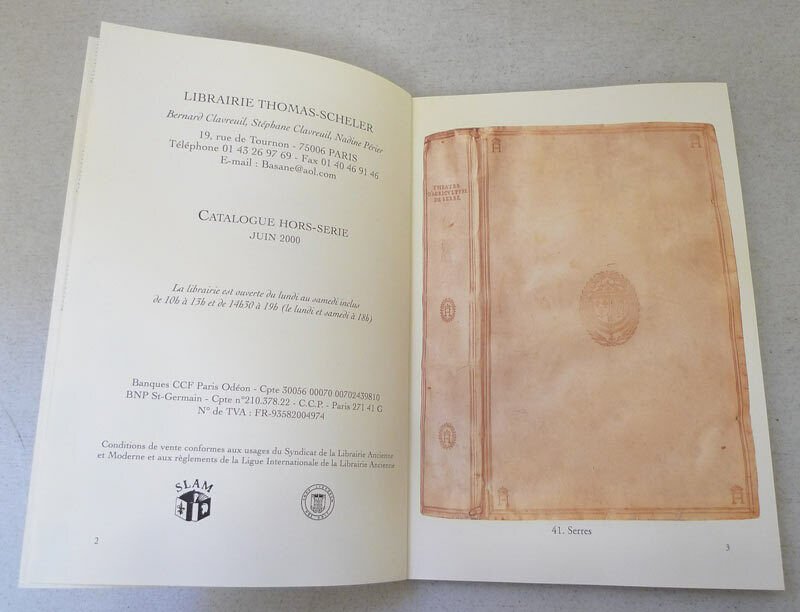 LIBRAIRIE THOMAS-SCHELER
Bernard Clavreuil, Stéphane Clavreuil, Nadine Périer
19, rue de Tournon - 75006 PARIS
Téléphone 01 43 26 97 69 - Fax 01 40 46 91 46
E-mail : Basane@aol.com
CATALOGUE HORS-SERIE
JUIN 2000
La librairie est ouverte du lundi au samedi inclus
de 10h à 13h et de 14h30 à 19h (le lundi et samedi à 18h)
Banques CCF Paris Odéon - Cpte 30056 00070 00702439810
BNP St-Germain - Cpte n°210.378.22 - C.C.P. - Paris 271 41 G
N° de TVA : FR-93582004974
Conditions de vente conformes aux usages du Syndicat de la Librairie Ancienne
et Moderne et aux règlements de la Ligue Internationale de la Librairie Ancienne
SLAM
2
THEATRE
D'AGRICVLTVRE
DE SERRE
41. Serres
3